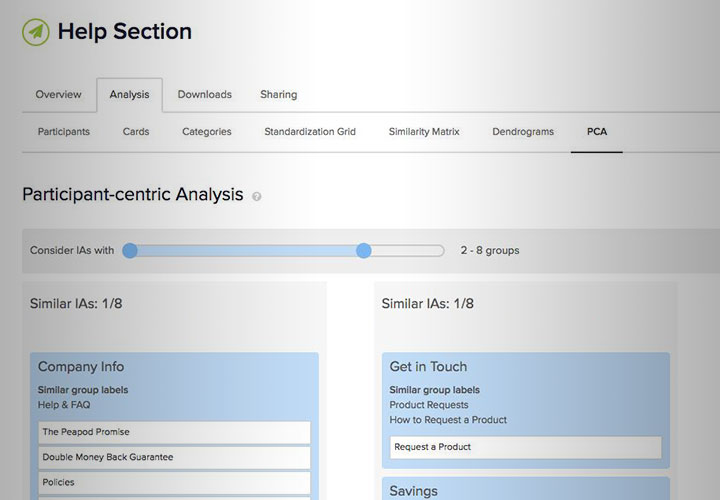 Help Section
Overview Analysis Downloads Sharing
Participants Cards Categories Standardization Grid Similarity Matrix Dendrograms PCA
Participant-centric Analysis ?
Consider IAs with 2 - 8 groups
Similar IAs: 1/8
Company Info
Similar group labels
Help & FAQ
The Peapod Promise
Double Money Back Guarantee
Policies
Similar IAs: 1/8
Get in Touch
Similar group labels
Product Requests
How to Request a Product
Request a Product
Savings